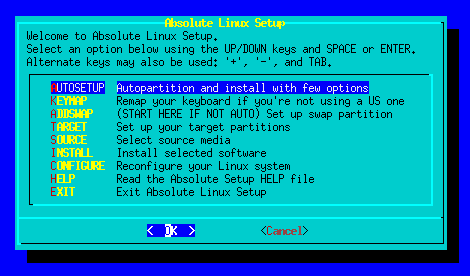 Absolute Linux Setup
Welcome to Absolute Linux Setup.
Select an option below using the UP/DOWN keys and SPACE or ENTER.
Alternate keys may also be used: '+', '-', and TAB.
AUTOSETUP Autopartition and install with few options
KEYMAP Remap your keyboard if you're not using a US one
ADDSWAP (START HERE IF NOT AUTO) Set up swap partition
TARGET Set up your target partitions
SOURCE Select source media
INSTALL Install selected software
CONFIGURE Reconfigure your Linux system
HELP Read the Absolute Setup HELP file
EXIT Exit Absolute Linux Setup
< OK > <Cancel>